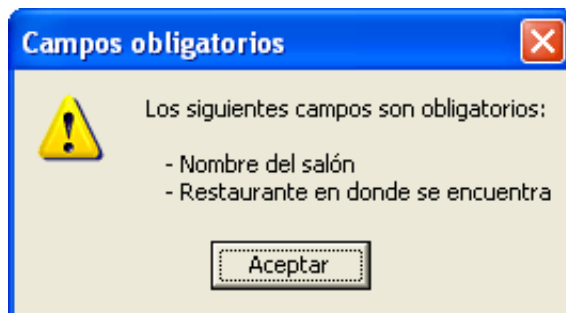 Campos obligatorios
Los siguientes campos son obligatorios:
- Nombre del salón
- Restaurante en donde se encuentra
Aceptar